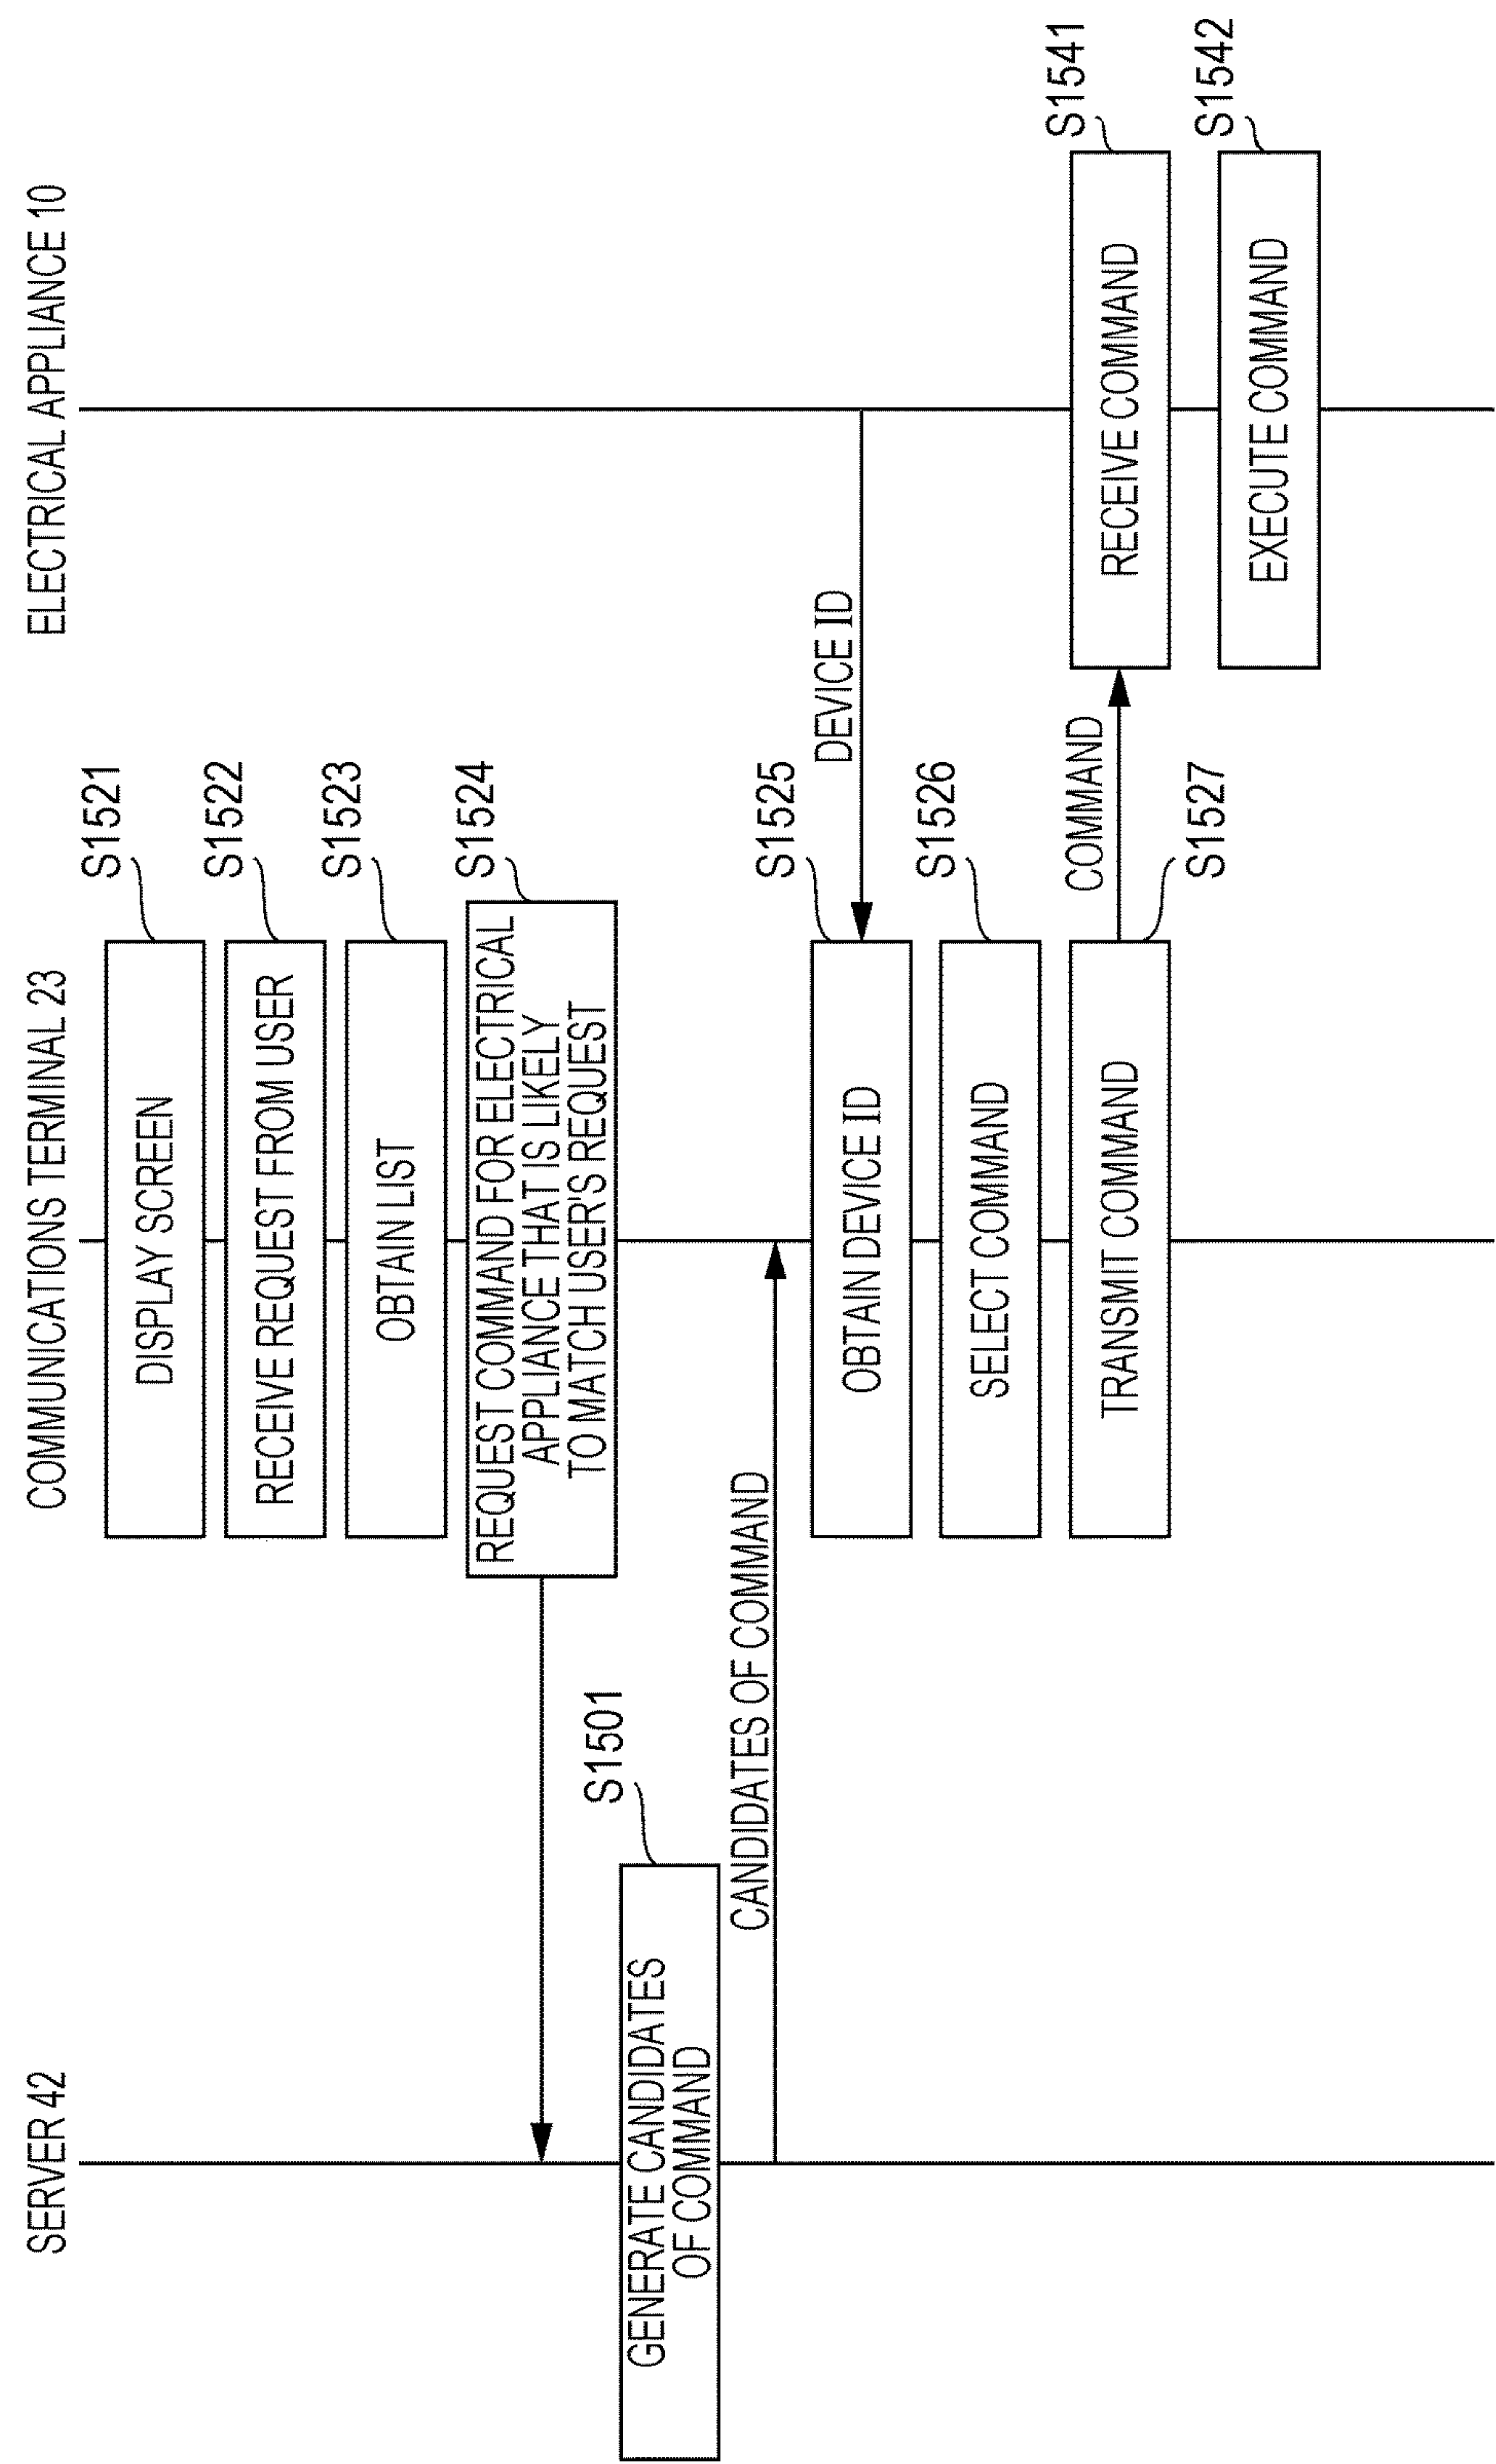 SERVER 42
COMMUNICATIONS TERMINAL 23
ELECTRICAL APPLIANCE 10
S1521
DISPLAY SCREEN
S1522
RECEIVE REQUEST FROM USER
S1523
OBTAIN LIST
S1524
REQUEST COMMAND FOR ELECTRICAL
APPLIANCE THAT IS LIKELY
TO MATCH USER'S REQUEST
S1501
GENERATE CANDIDATES
OF COMMAND
CANDIDATES OF COMMAND
DEVICE ID
S1525
OBTAIN DEVICE ID
S1526
SELECT COMMAND
S1527
TRANSMIT COMMAND
COMMAND
S1541
RECEIVE COMMAND
S1542
EXECUTE COMMAND